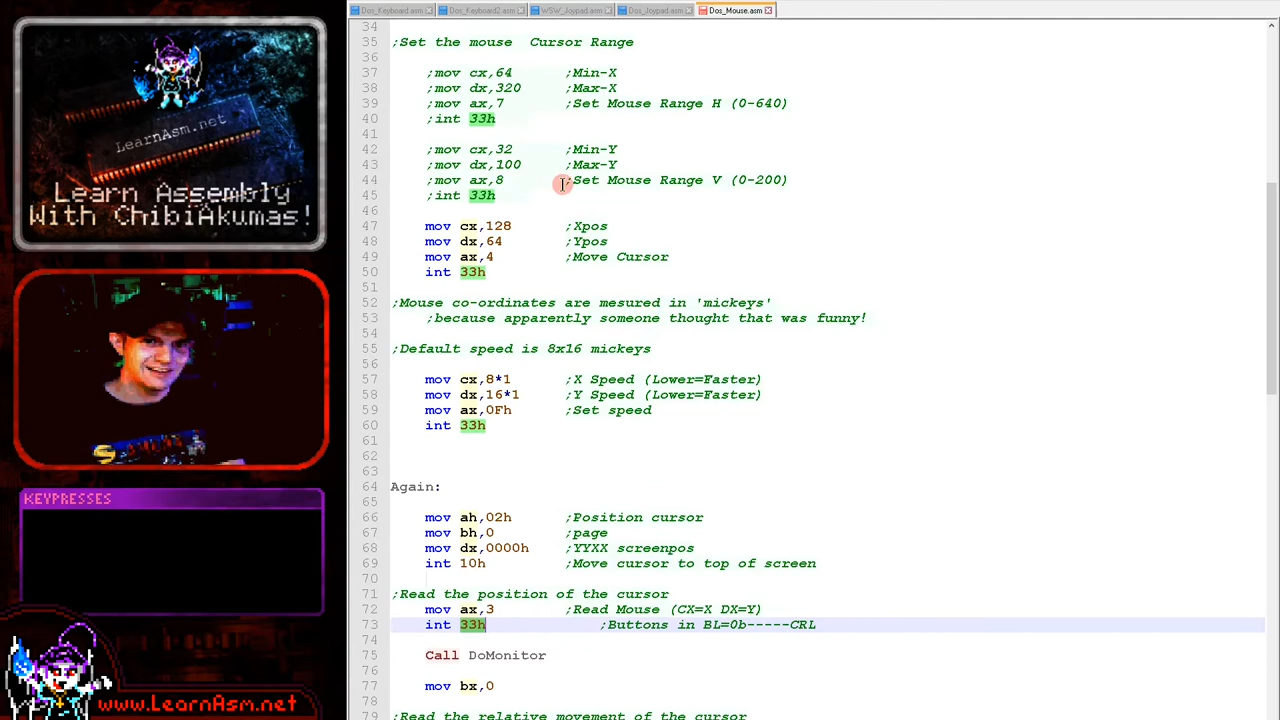 Dos_Keyboard.asm
Dos_Keyboard2.asm
WSW_Joypad.asm
Dos_Joypad.asm
Dos_Mouse.asm
LearnAsm.net
Learn Assembly
With ChibiAkumas!
KEYPRESSES
www.LearnAsm.net
34
35 ;Set the mouse  Cursor Range
36
37 ;mov cx,64 ;Min-X
38 ;mov dx,320 ;Max-X
39 ;mov ax,7 ;Set Mouse Range H (0-640)
40 ;int 33h
41
42 ;mov cx,32 ;Min-Y
43 ;mov dx,100 ;Max-Y
44 ;mov ax,8 ;Set Mouse Range V (0-200)
45 ;int 33h
46
47 mov cx,128 ;Xpos
48 mov dx,64 ;Ypos
49 mov ax,4 ;Move Cursor
50 int 33h
51
52 ;Mouse co-ordinates are mesured in 'mickeys'
53 ;because apparently someone thought that was funny!
54
55 ;Default speed is 8x16 mickeys
56
57 mov cx,8*1 ;X Speed (Lower=Faster)
58 mov dx,16*1 ;Y Speed (Lower=Faster)
59 mov ax,0Fh ;Set speed
60 int 33h
61
62
63
64 Again:
65
66 mov ah,02h ;Position cursor
67 mov bh,0 ;page
68 mov dx,0000h ;YYXX screenpos
69 int 10h ;Move cursor to top of screen
70
71 ;Read the position of the cursor
72 mov ax,3 ;Read Mouse (CX=X DX=Y)
73 int 33h ;Buttons in BL=0b-----CRL
74
75 Call DoMonitor
76
77 mov bx,0
78
79 ;Read the relative movement of the cursor